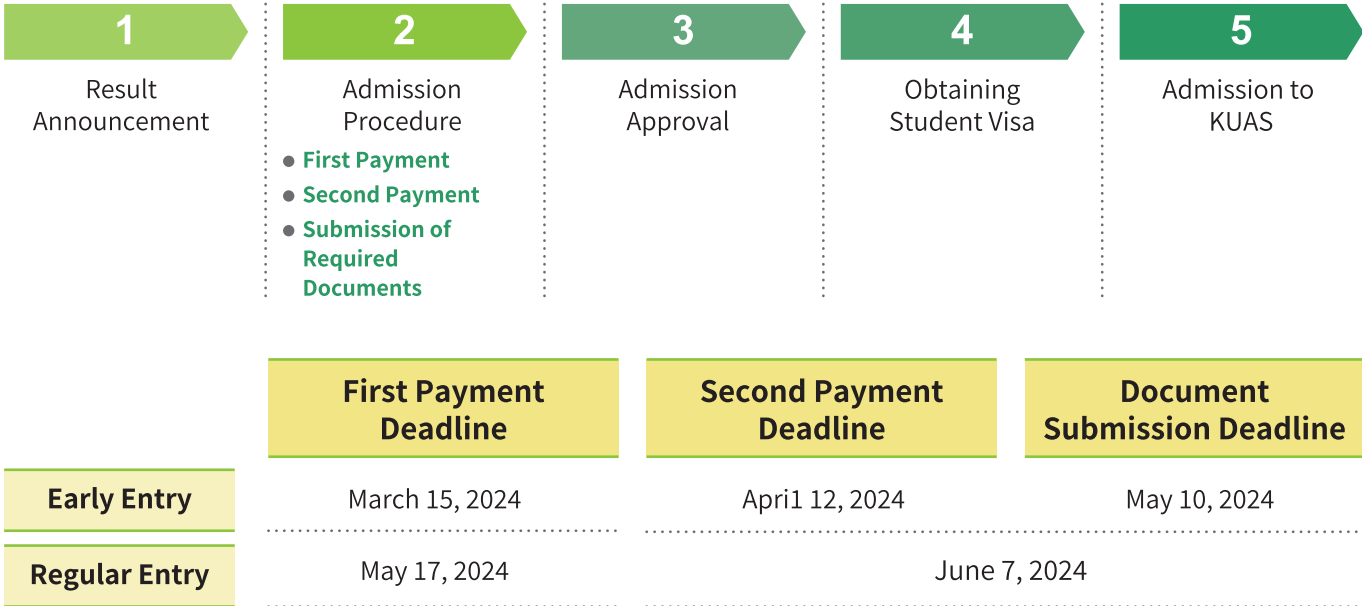 1
Result
Announcement
2
Admission
Procedure
● First Payment
● Second Payment
● Submission of
Required
Documents
3
Admission
Approval
4
Obtaining
Student Visa
5
Admission to
KUAS
First Payment
Deadline
Second Payment
Deadline
Document
Submission Deadline
Early Entry
March 15, 2024
Apri1 12, 2024
May 10, 2024
Regular Entry
May 17, 2024
June 7, 2024